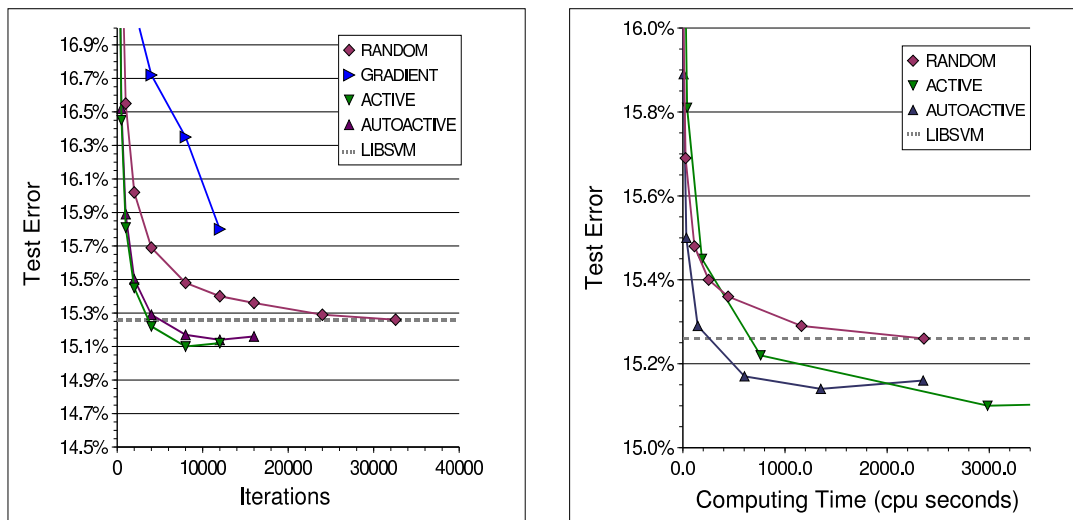 16.9%
16.7%
16.5%
16.3%
16.1%
15.9%
15.7%
15.5%
15.3%
15.1%
14.9%
14.7%
14.5%
Test Error
0 10000 20000 30000 40000
Iterations
RANDOM
GRADIENT
ACTIVE
AUTOACTIVE
LIBSVM
16.0%
15.8%
15.6%
15.4%
15.2%
15.0%
Test Error
0.0 1000.0 2000.0 3000.0
Computing Time (cpu seconds)
RANDOM
ACTIVE
AUTOACTIVE
LIBSVM